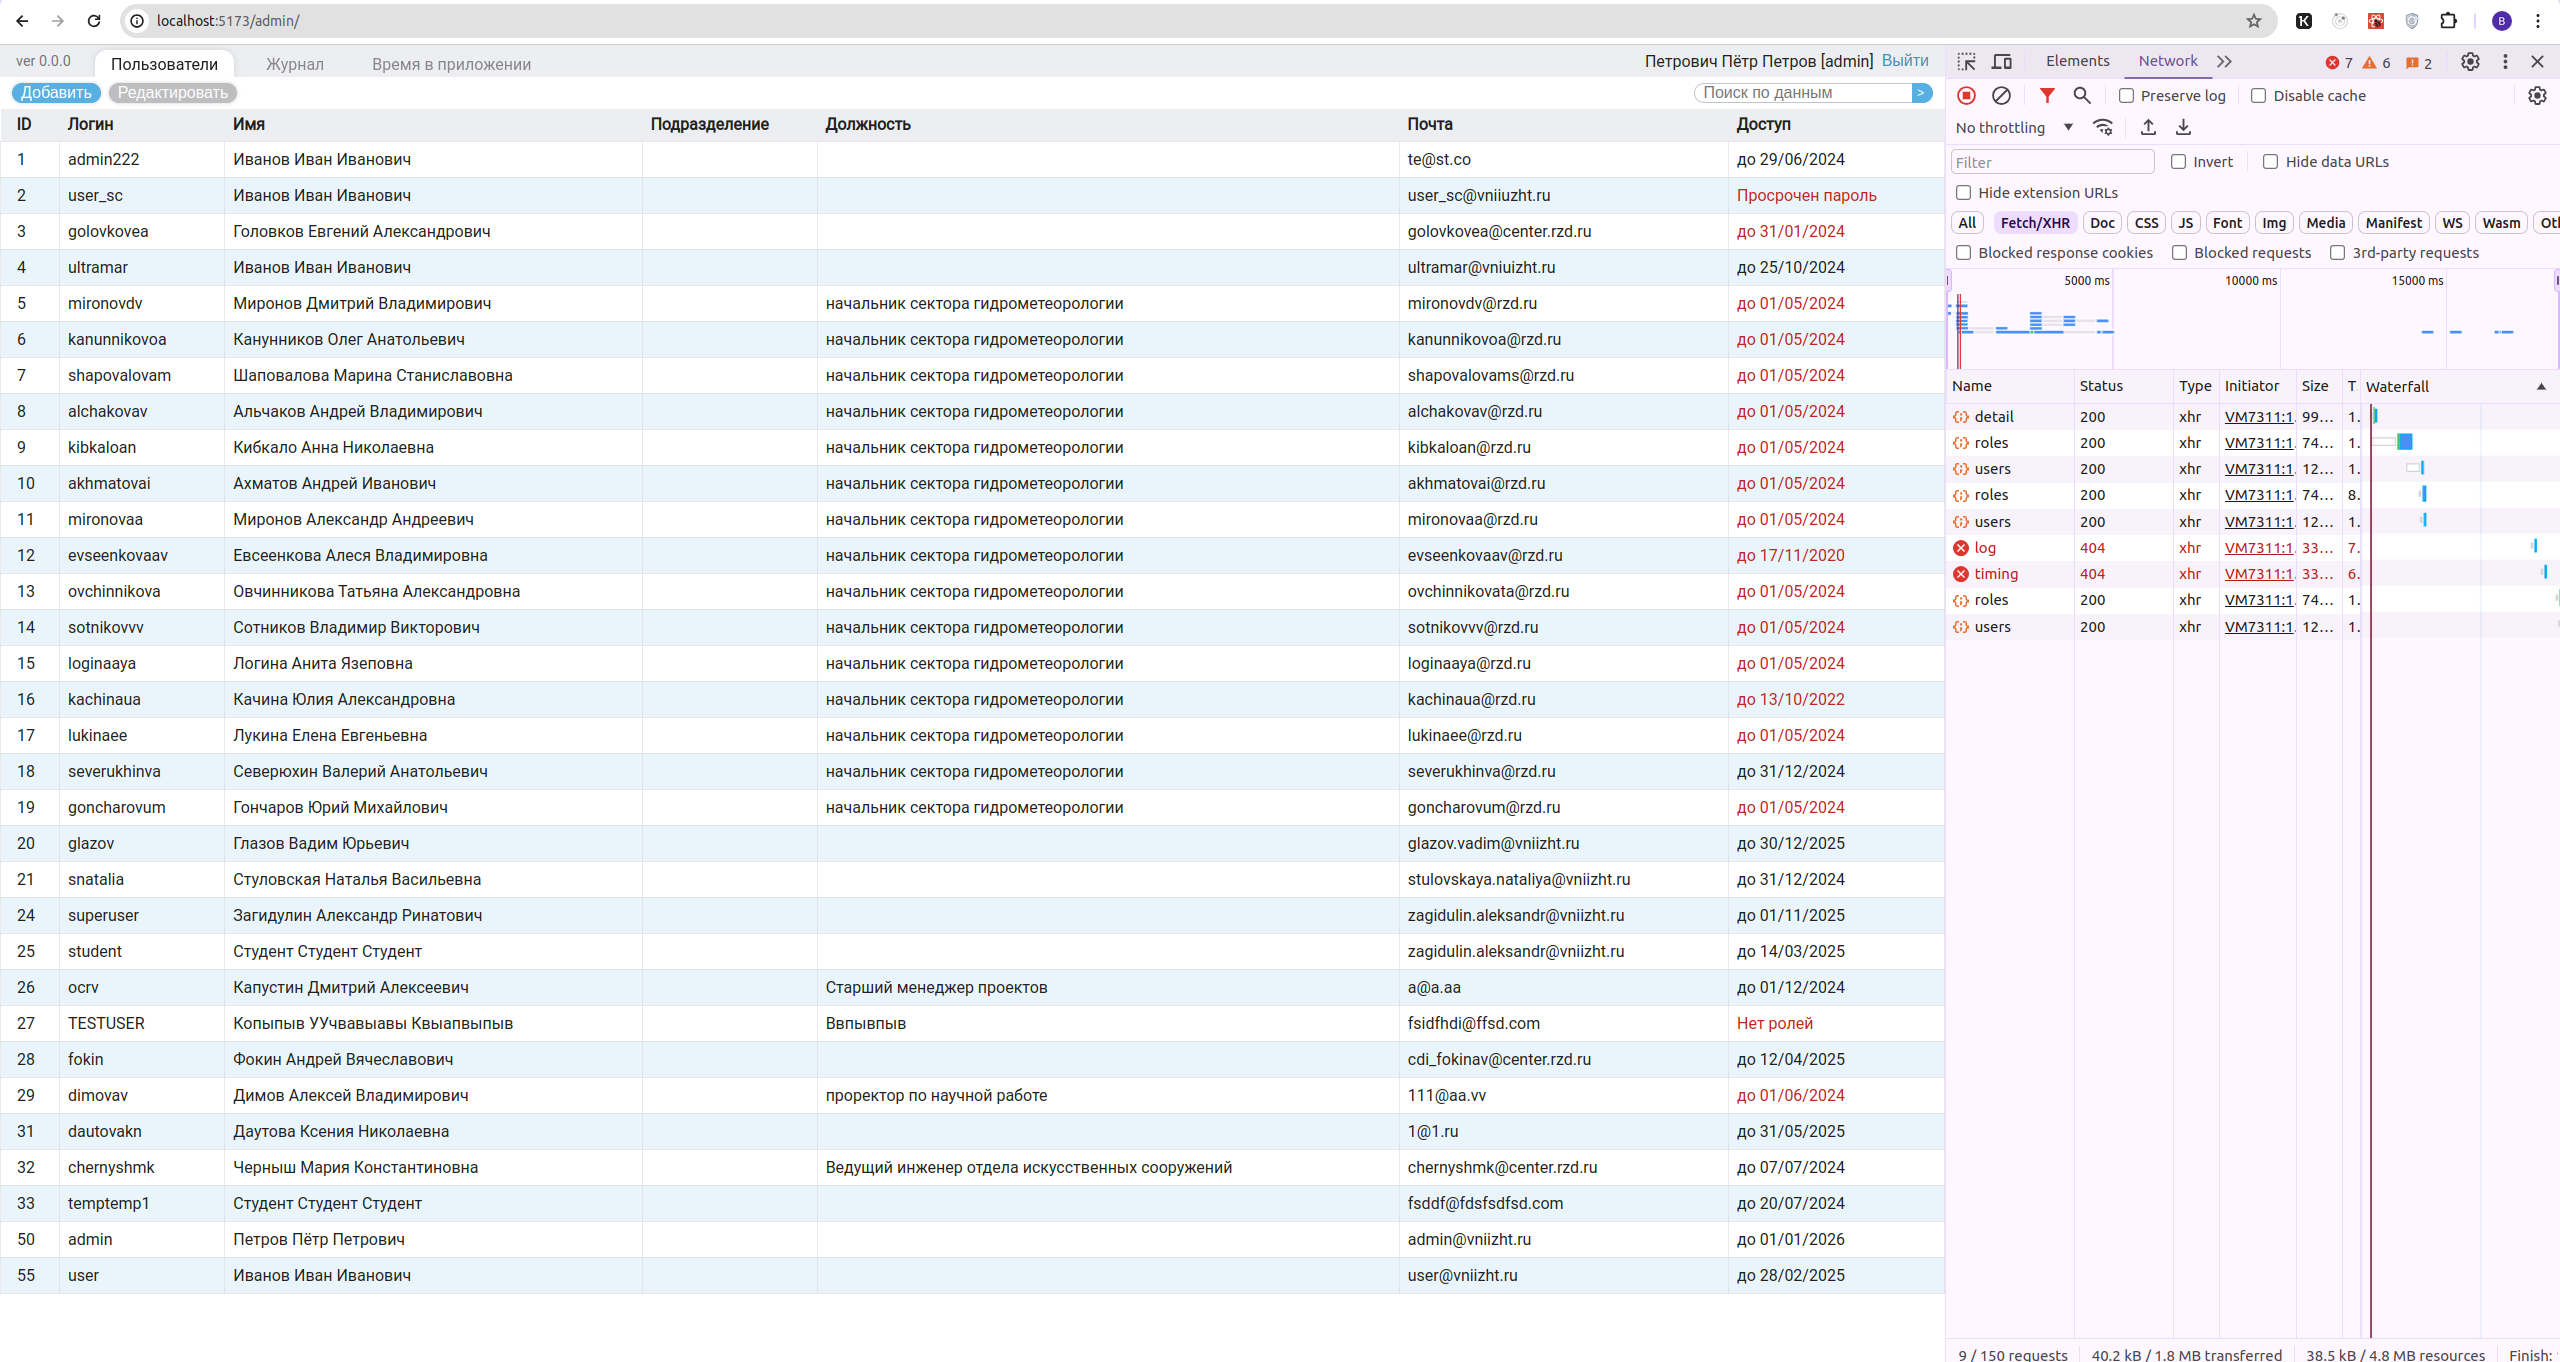 localhost:5173/admin/
ver 0.0.0 Пользователи Журнал Время в приложении Петрович Пётр Петров [admin] Выйти
Добавить Редактировать Поиск по данным >
ID Логин Имя Подразделение Должность Почта Доступ
1 admin222 Иванов Иван Иванович te@st.co до 29/06/2024
2 user_sc Иванов Иван Иванович user_sc@vniiuzht.ru Просрочен пароль
3 golovkovea Головков Евгений Александрович golovkovea@center.rzd.ru до 31/01/2024
4 ultramar Иванов Иван Иванович ultramar@vniuizht.ru до 25/10/2024
5 mironovdv Миронов Дмитрий Владимирович начальник сектора гидрометеорологии mironovdv@rzd.ru до 01/05/2024
6 kanunnikovoa Канунников Олег Анатольевич начальник сектора гидрометеорологии kanunnikovoa@rzd.ru до 01/05/2024
7 shapovalovam Шаповалова Марина Станиславовна начальник сектора гидрометеорологии shapovalovams@rzd.ru до 01/05/2024
8 alchakovav Альчаков Андрей Владимирович начальник сектора гидрометеорологии alchakovav@rzd.ru до 01/05/2024
9 kibkaloan Кибкало Анна Николаевна начальник сектора гидрометеорологии kibkaloan@rzd.ru до 01/05/2024
10 akhmatovai Ахматов Андрей Иванович начальник сектора гидрометеорологии akhmatovai@rzd.ru до 01/05/2024
11 mironovaa Миронов Александр Андреевич начальник сектора гидрометеорологии mironovaa@rzd.ru до 01/05/2024
12 evseenkovaav Евсеенкова Алеся Владимировна начальник сектора гидрометеорологии evseenkovaav@rzd.ru до 17/11/2020
13 ovchinnikova Овчинникова Татьяна Александровна начальник сектора гидрометеорологии ovchinnikovata@rzd.ru до 01/05/2024
14 sotnikovvv Сотников Владимир Викторович начальник сектора гидрометеорологии sotnikovvv@rzd.ru до 01/05/2024
15 loginaaya Логина Анита Язеповна начальник сектора гидрометеорологии loginaaya@rzd.ru до 01/05/2024
16 kachinaua Качина Юлия Александровна начальник сектора гидрометеорологии kachinaua@rzd.ru до 13/10/2022
17 lukinaee Лукина Елена Евгеньевна начальник сектора гидрометеорологии lukinaee@rzd.ru до 01/05/2024
18 severukhinva Северюхин Валерий Анатольевич начальник сектора гидрометеорологии severukhinva@rzd.ru до 31/12/2024
19 goncharovum Гончаров Юрий Михайлович начальник сектора гидрометеорологии goncharovum@rzd.ru до 01/05/2024
20 glazov Глазов Вадим Юрьевич glazov.vadim@vniizht.ru до 30/12/2025
21 snatalia Стуловская Наталья Васильевна stulovskaya.nataliya@vniizht.ru до 31/12/2024
24 superuser Загидулин Александр Ринатович zagidulin.aleksandr@vniizht.ru до 01/11/2025
25 student Студент Студент Студент zagidulin.aleksandr@vniizht.ru до 14/03/2025
26 ocrv Капустин Дмитрий Алексеевич Старший менеджер проектов a@a.aa до 01/12/2024
27 TESTUSER Копыпыв УУчвавыавы Квыапвыпыв Ввпывпыв fsidfhdi@ffsd.com Нет ролей
28 fokin Фокин Андрей Вячеславович cdi_fokinav@center.rzd.ru до 12/04/2025
29 dimovav Димов Алексей Владимирович проректор по научной работе 111@aa.vv до 01/06/2024
31 dautovakn Даутова Ксения Николаевна 1@1.ru до 31/05/2025
32 chernyshmk Черныш Мария Константиновна Ведущий инженер отдела искусственных сооружений chernyshmk@center.rzd.ru до 07/07/2024
33 temptemp1 Студент Студент Студент fsddf@fdsfsdfsd.com до 20/07/2024
50 admin Петров Пётр Петрович admin@vniizht.ru до 01/01/2026
55 user Иванов Иван Иванович user@vniizht.ru до 28/02/2025
K B
Elements Network 7 6 2
Preserve log Disable cache
No throttling
Filter Invert Hide data URLs
Hide extension URLs
All Fetch/XHR Doc CSS JS Font Img Media Manifest WS Wasm Oth
Blocked response cookies Blocked requests 3rd-party requests
5000 ms 10000 ms 15000 ms
Name Status Type Initiator Size T Waterfall
detail 200 xhr VM7311:1 99... 1.
roles 200 xhr VM7311:1 74... 1.
users 200 xhr VM7311:1 12... 1.
roles 200 xhr VM7311:1 74... 8.
users 200 xhr VM7311:1 12... 1.
log 404 xhr VM7311:1 33... 7.
timing 404 xhr VM7311:1 33... 6.
roles 200 xhr VM7311:1 74... 1.
users 200 xhr VM7311:1 12... 1.
9 / 150 requests 40.2 kB / 1.8 MB transferred 38.5 kB / 4.8 MB resources Finish: